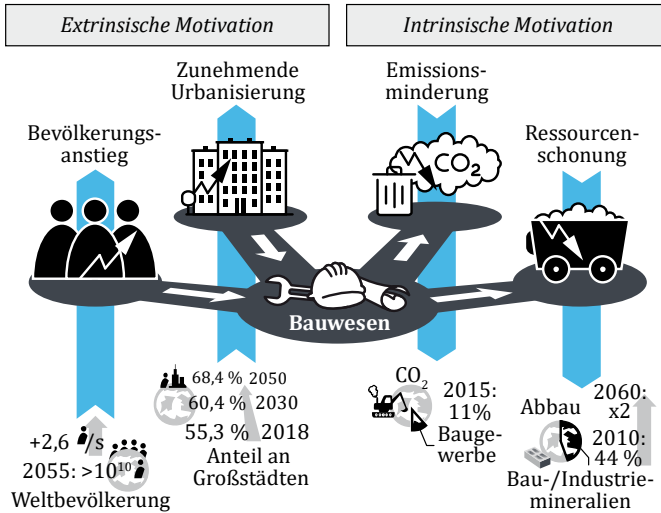 Extrinsische Motivation
Intrinsische Motivation
Zunehmende
Urbanisierung
Emissions-
minderung
Bevölkerungs-
anstieg
Ressourcen-
schonung
CO₂
Bauwesen
68,4 % 2050
60,4 % 2030
55,3 % 2018
Anteil an
Großstädten
+2,6 /s
2055: >10¹⁰
Weltbevölkerung
CO₂
2015:
11%
Bauge-
werbe
Abbau
2060:
x2
2010:
44 %
Bau-/Industrie-
mineralien